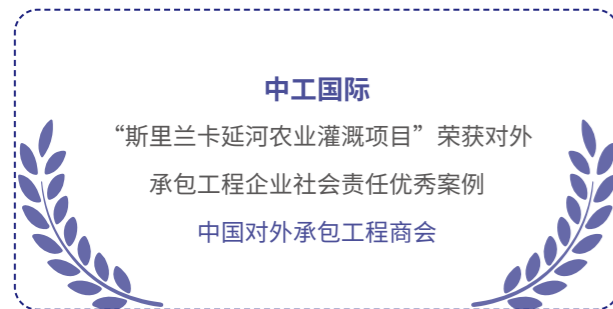 中工国际
“斯里兰卡延河农业灌溉项目”荣获对外
承包工程企业社会责任优秀案例
中国对外承包工程商会